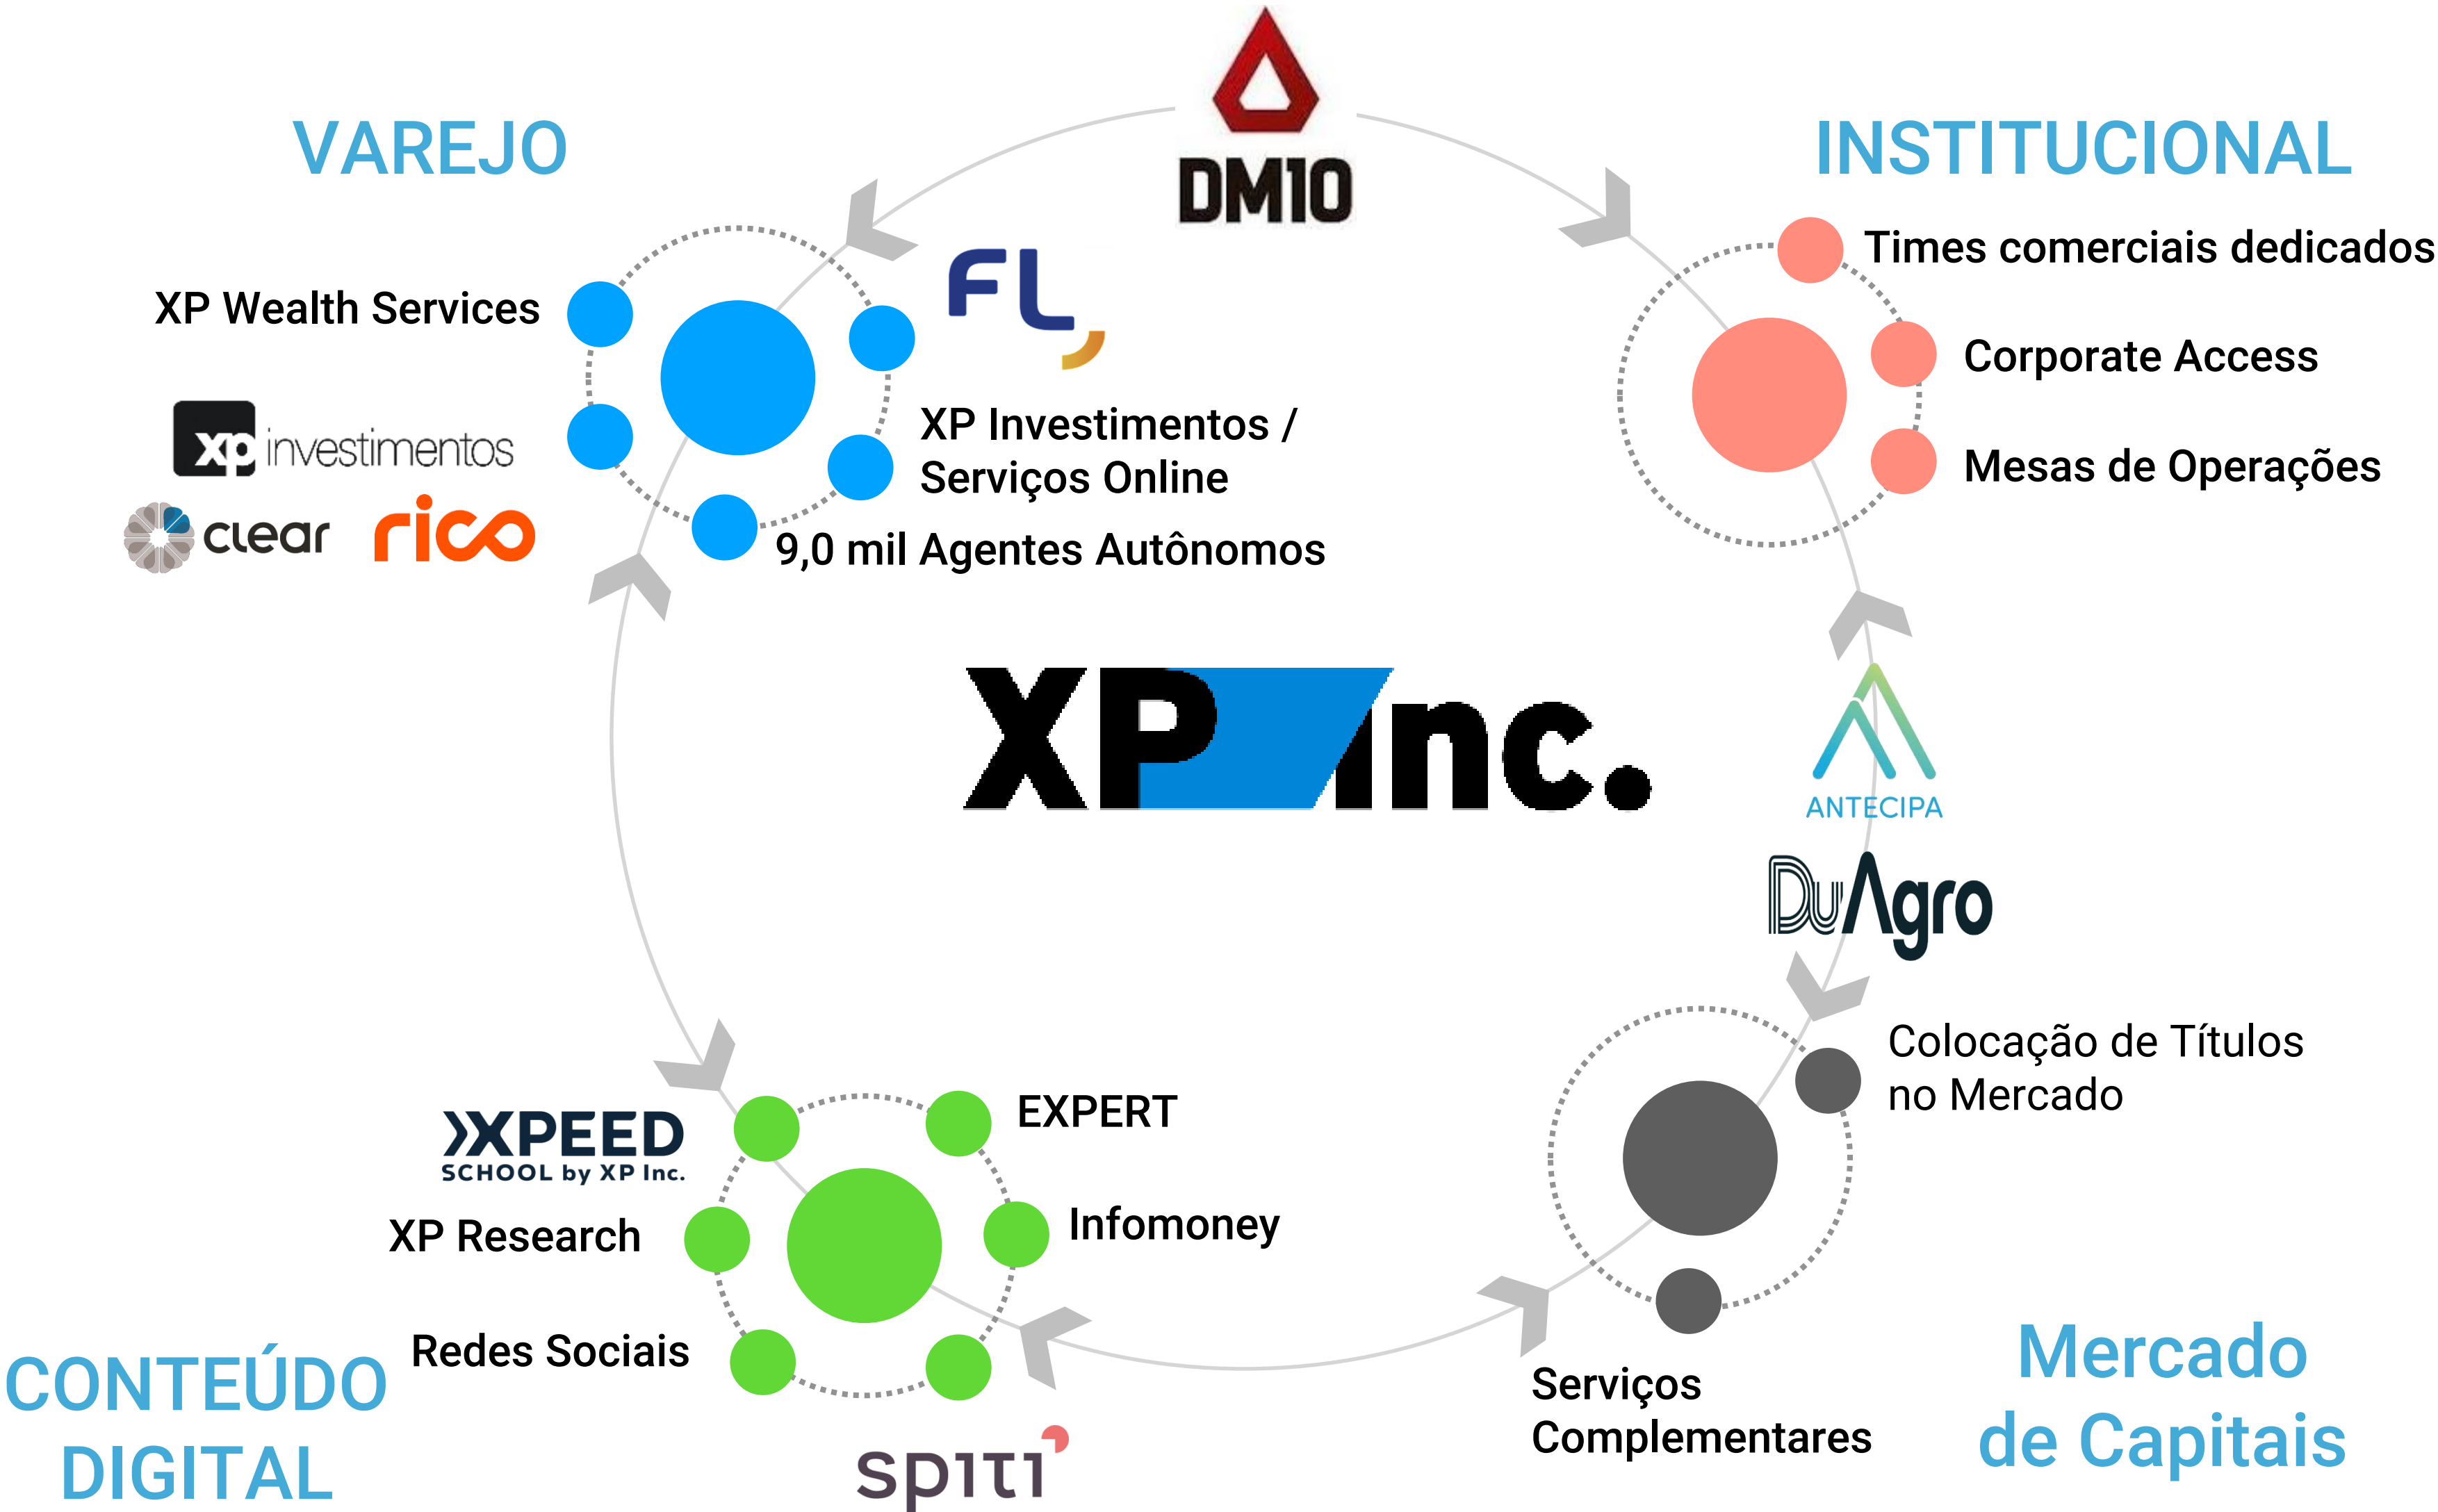 DM10
VAREJO
INSTITUCIONAL
XP Wealth Services
FL
xp investimentos
clear
rico
XP Investimentos /
Serviços Online
9,0 mil Agentes Autônomos
Times comerciais dedicados
Corporate Access
Mesas de Operações
XP Inc.
ANTECIPA
DuAgro
Colocação de Títulos
no Mercado
Serviços
Complementares
Mercado
de Capitais
XPEED
SCHOOL by XP Inc.
EXPERT
XP Research
Infomoney
Redes Sociais
CONTEÚDO
DIGITAL
spiti